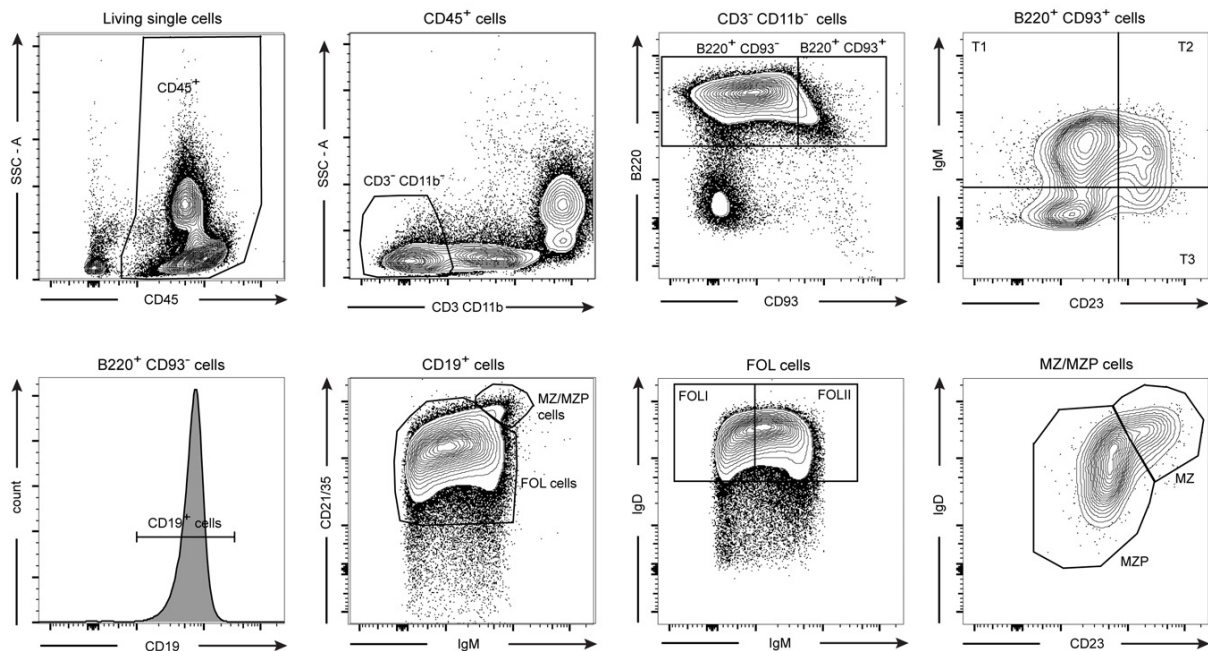 Living single cells
CD45⁺
SSC - A
CD45
CD45⁺ cells
CD3⁻ CD11b⁻
SSC - A
CD3 CD11b
CD3⁻ CD11b⁻ cells
B220⁺ CD93⁻
B220⁺ CD93⁺
B220
CD93
B220⁺ CD93⁺ cells
T1
T2
T3
IgM
CD23
B220⁺ CD93⁻ cells
CD19⁺ cells
count
CD19
CD19⁺ cells
MZ/MZP
cells
FOL cells
CD21/35
IgM
FOL cells
FOLI
FOLII
IgD
IgM
MZ/MZP cells
MZ
MZP
IgD
CD23